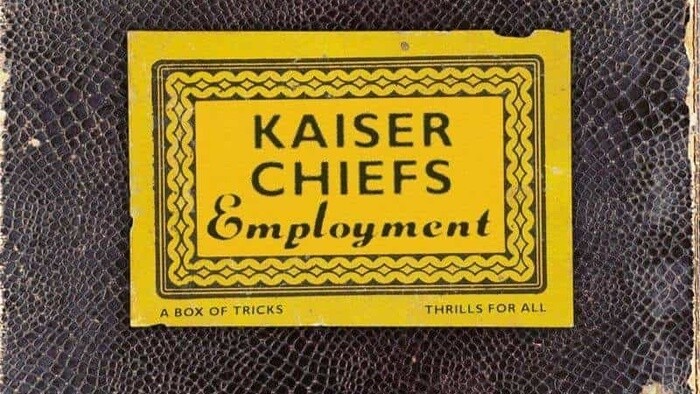 KAISER
CHIEFS
Employment
A BOX OF TRICKS
THRILLS FOR ALL